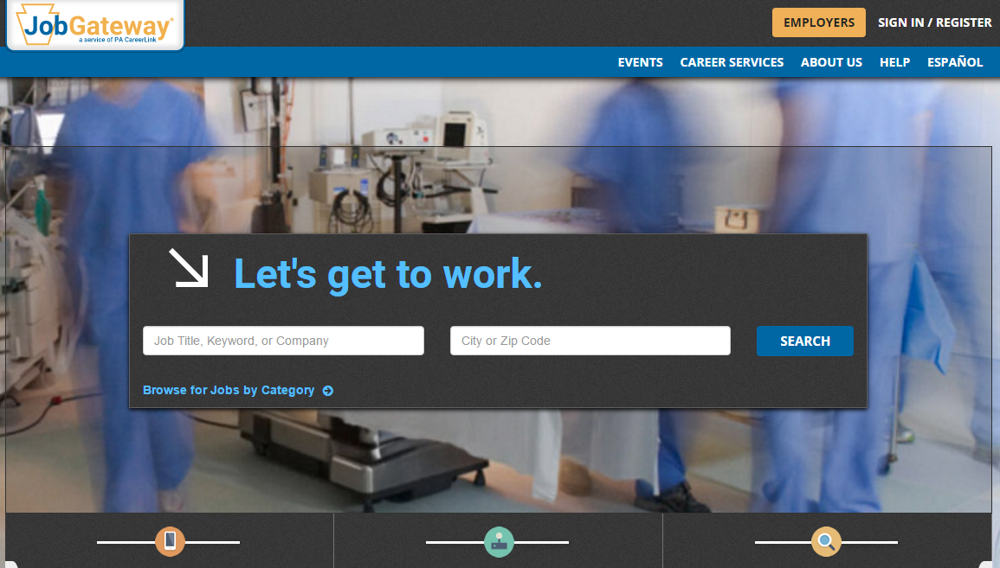 JobGateway®
a service of PA CareerLink
EMPLOYERS
SIGN IN / REGISTER
EVENTS
CAREER SERVICES
ABOUT US
HELP
ESPAÑOL
Let's get to work.
Job Title, Keyword, or Company
City or Zip Code
SEARCH
Browse for Jobs by Category